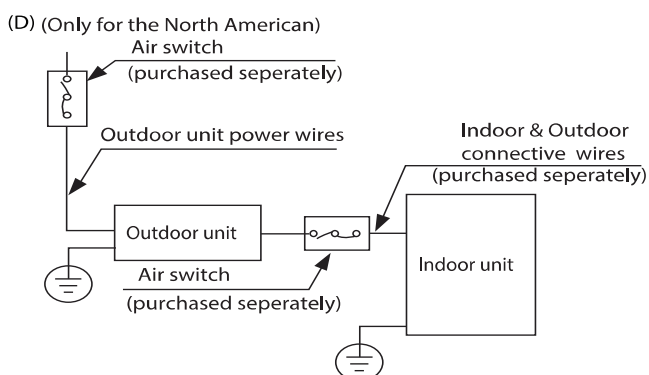 (D) (Only for the North American)
Air switch
(purchased seperately)
Outdoor unit power wires
Indoor & Outdoor
connective wires
(purchased seperately)
Outdoor unit
Air switch
(purchased seperately)
Indoor unit